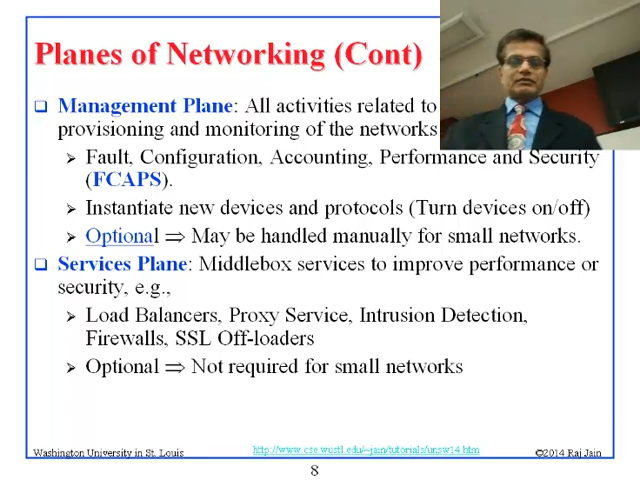 Planes of Networking (Cont)
❑ Management Plane: All activities related to
provisioning and monitoring of the networks
➢ Fault, Configuration, Accounting, Performance and Security
(FCAPS).
➢ Instantiate new devices and protocols (Turn devices on/off)
➢ Optional ⇒ May be handled manually for small networks.
❑ Services Plane: Middlebox services to improve performance or
security, e.g.,
➢ Load Balancers, Proxy Service, Intrusion Detection,
Firewalls, SSL Off-loaders
➢ Optional ⇒ Not required for small networks
Washington University in St. Louis
http://www.cse.wustl.edu/~jain/tutorials/unsw14.htm
©2014 Raj Jain
8